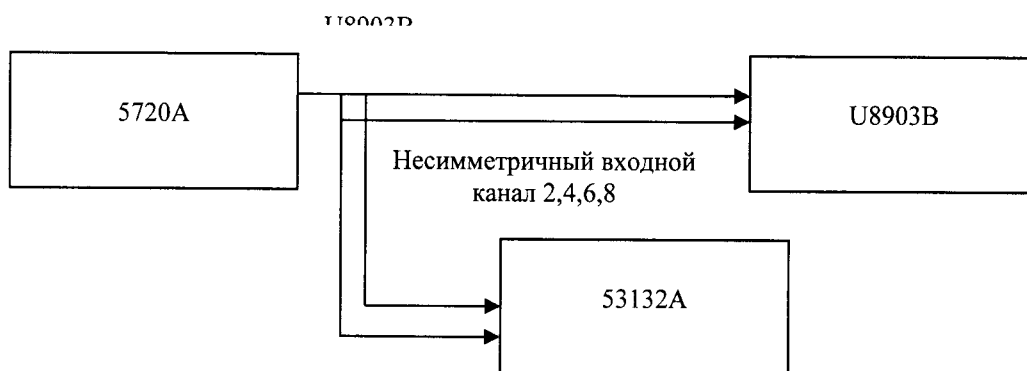 5720A
U8903B
Несимметричный входной
канал 2,4,6,8
53132A